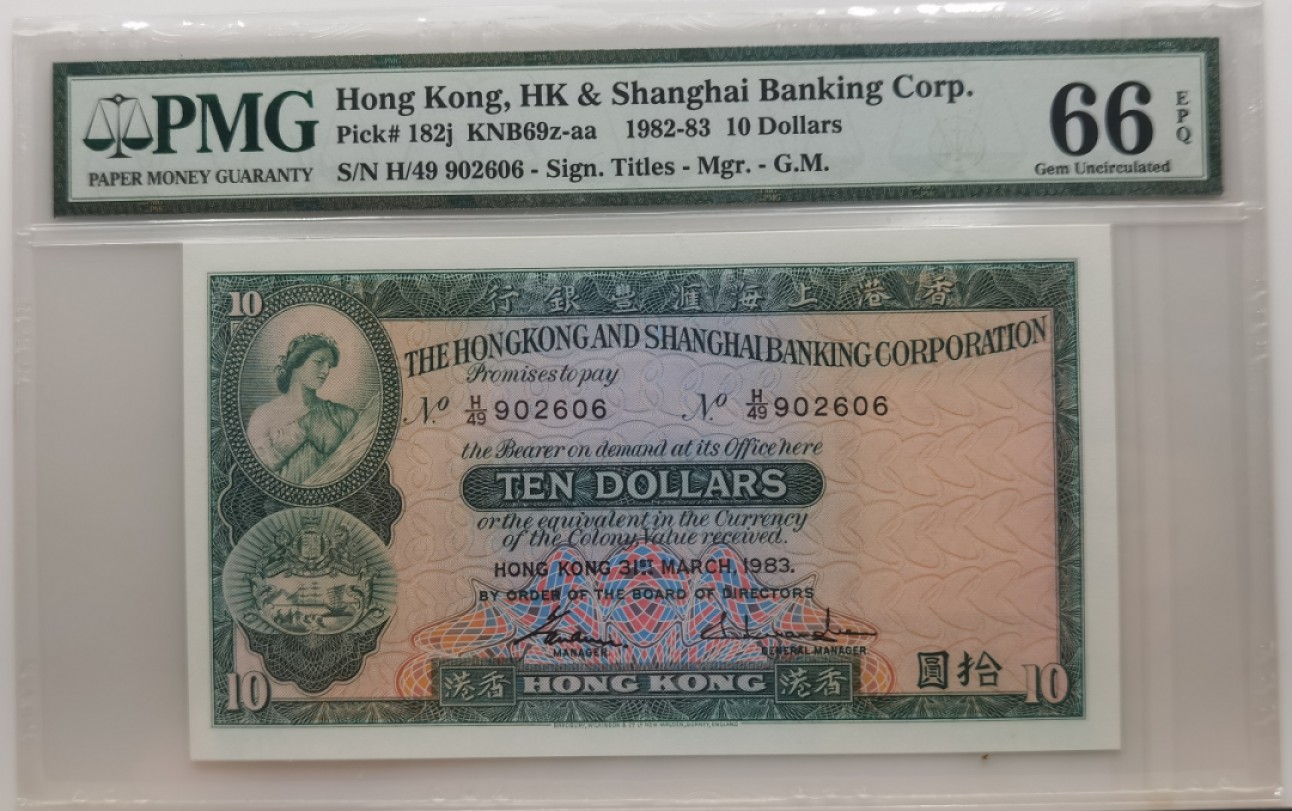 PMG
PAPER MONEY GUARANTY
Hong Kong, HK & Shanghai Banking Corp.
Pick# 182j KNB69z-aa 1982-83 10 Dollars
S/N H/49 902606 - Sign. Titles - Mgr. - G.M.
66 EPQ
Gem Uncirculated
10
行銀豐滙海上港香
THE HONGKONG AND SHANGHAI BANKING CORPORATION
Promises to pay
No. H/49 902606 No. H/49 902606
the Bearer on demand at its Office here
TEN DOLLARS
or the equivalent in the Currency
of the Colony, Value received.
HONG KONG 31ST MARCH, 1983.
BY ORDER OF THE BOARD OF DIRECTORS
MANAGER. GENERAL MANAGER.
圓拾
10 港香 HONG KONG 港香 10